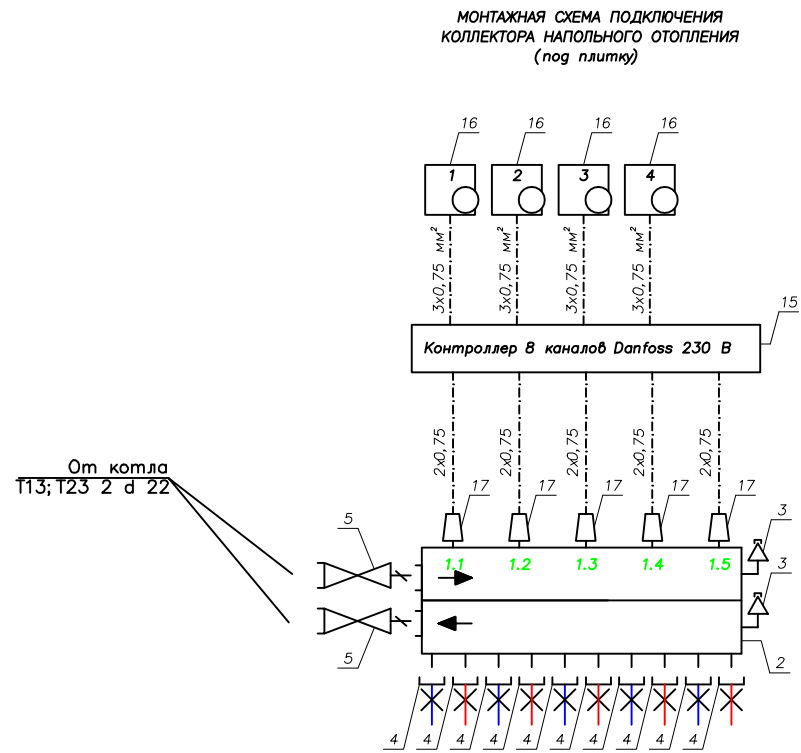 МОНТАЖНАЯ СХЕМА ПОДКЛЮЧЕНИЯ
КОЛЛЕКТОРА НАПОЛЬНОГО ОТОПЛЕНИЯ
(под плитку)
16 16 16 16
1 2 3 4
3х0,75 мм² 3х0,75 мм² 3х0,75 мм² 3х0,75 мм²
15
Контроллер 8 каналов Danfoss 230 В
2х0,75 2х0,75 2х0,75 2х0,75
От котла
Т13; Т23 2 d 22
17 17 17 17 17
5 3
1.1 1.2 1.3 1.4 1.5
3
5 2
4 4 4 4 4 4 4 4 4 4